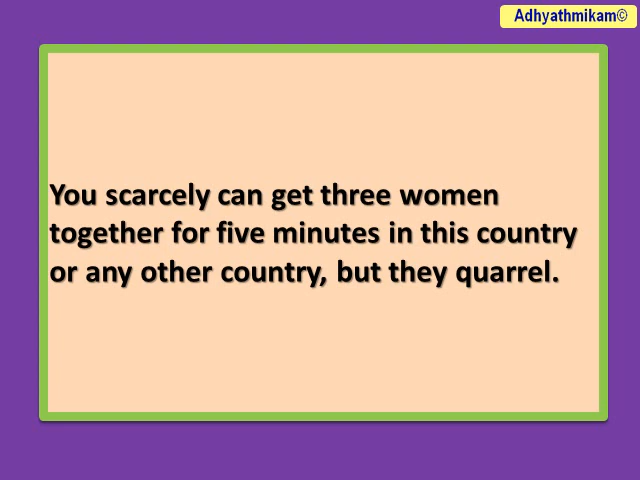 Adhyathmikam©
You scarcely can get three women
together for five minutes in this country
or any other country, but they quarrel.